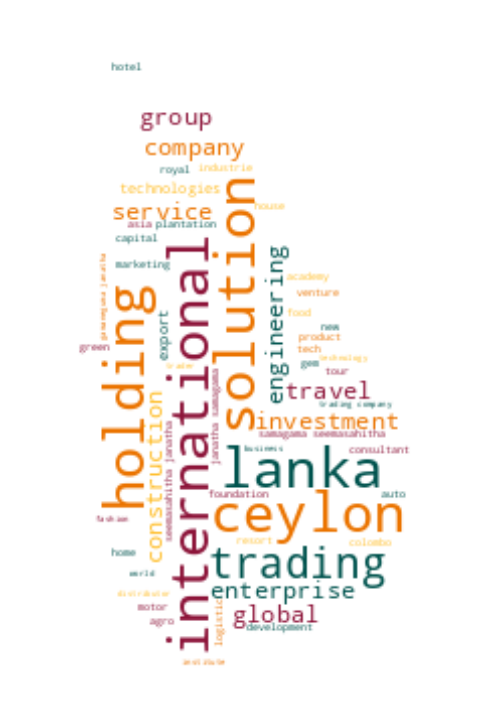 hotel
group
company
royal
industrie
technologies
solution
service
house
asia
plantation
capital
international
engineering
marketing
gamameguna janatha
academy
holding
venture
export
food
new
product
green
tech
technology
trader
gem
tour
janatha samagama
travel
construction
trading company
investment
seemasahitha janatha
samagama seemasahitha
lanka
business
consultant
foundation
auto
ceylon
fashion
resort
colombo
trading
home
world
enterprise
distributor
motor
global
logistic
agro
development
institute